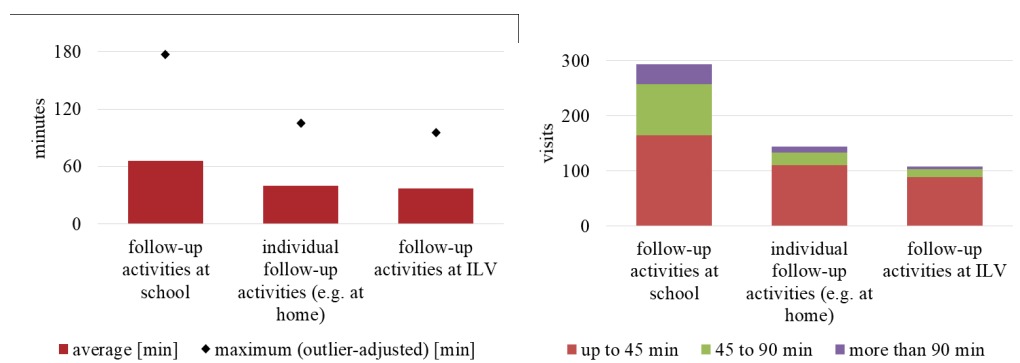 180
120
60
0
minutes
follow-up
activities at
school
individual
follow-up
activities (e.g. at
home)
follow-up
activities at ILV
average [min]
maximum (outlier-adjusted) [min]
300
200
100
0
visits
follow-up
activities at
school
individual
follow-up
activities (e.g. at
home)
follow-up
activities at ILV
up to 45 min
45 to 90 min
more than 90 min